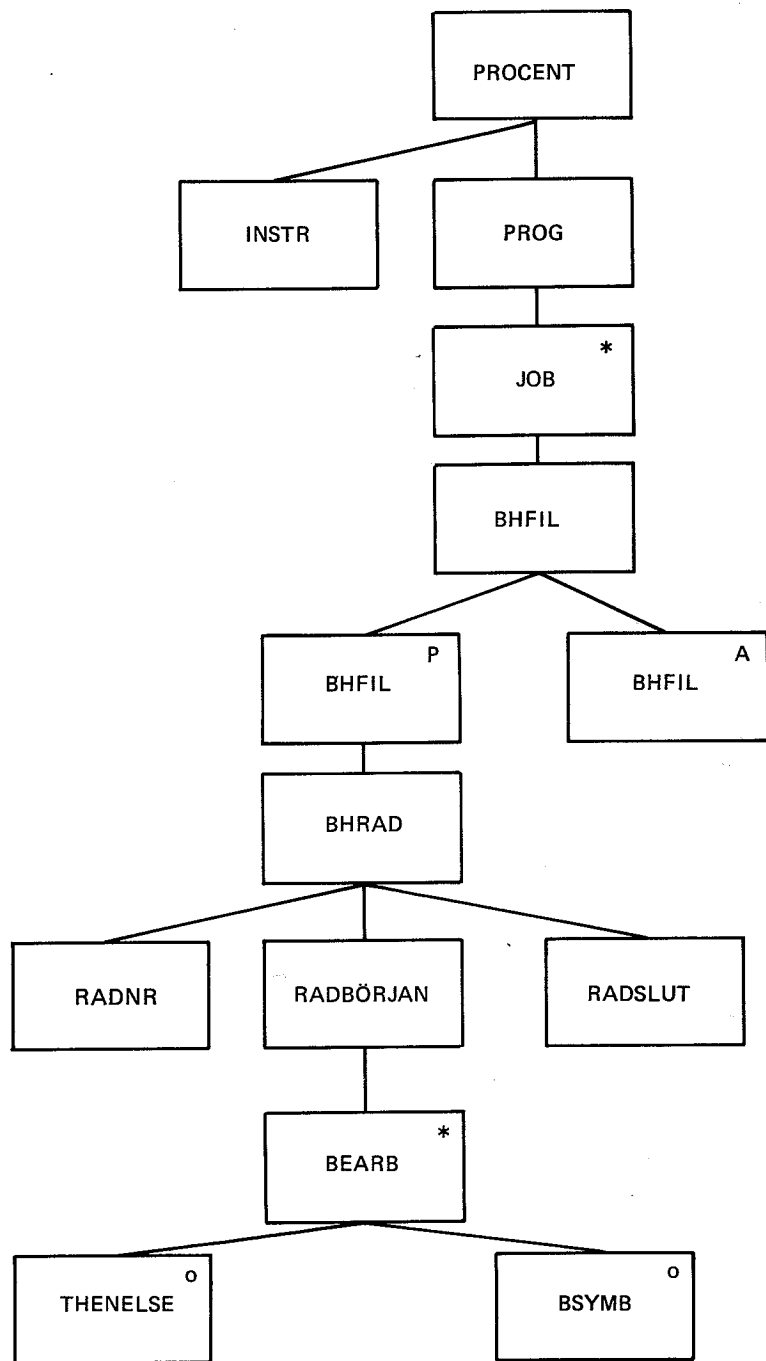 PROCENT
INSTR
PROG
*
JOB
BHFIL
P
BHFIL
A
BHFIL
BHRAD
RADNR
RADBÖRJAN
RADSLUT
*
BEARB
o
THENELSE
o
BSYMB